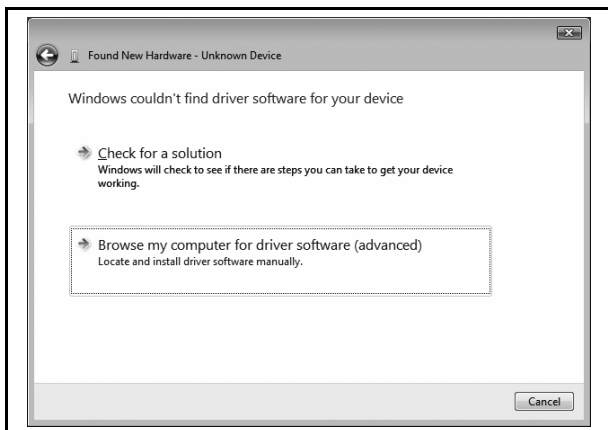 Found New Hardware - Unknown Device
Windows couldn't find driver software for your device
Check for a solution
Windows will check to see if there are steps you can take to get your device
working.
Browse my computer for driver software (advanced)
Locate and install driver software manually.
Cancel